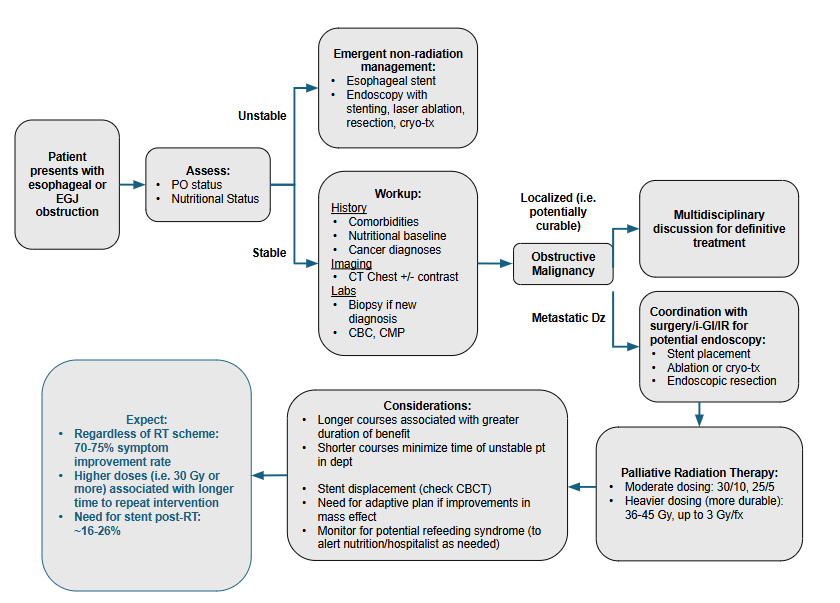 Patient
presents with
esophageal or
EGJ
obstruction
Assess:
• PO status
• Nutritional Status
Unstable
Stable
Emergent non-radiation
management:
• Esophageal stent
• Endoscopy with
stenting, laser ablation,
resection, cryo-tx
Workup:
History
• Comorbidities
• Nutritional baseline
• Cancer diagnoses
Imaging
• CT Chest +/- contrast
Labs
• Biopsy if new
diagnosis
• CBC, CMP
Obstructive
Malignancy
Localized (i.e.
potentially
curable)
Multidisciplinary
discussion for definitive
treatment
Metastatic Dz
Coordination with
surgery/i-GI/IR for
potential endoscopy:
• Stent placement
• Ablation or cryo-tx
• Endoscopic resection
Palliative Radiation Therapy:
• Moderate dosing: 30/10, 25/5
• Heavier dosing (more durable):
36-45 Gy, up to 3 Gy/fx
Considerations:
• Longer courses associated with greater
duration of benefit
• Shorter courses minimize time of unstable pt
in dept
• Stent displacement (check CBCT)
• Need for adaptive plan if improvements in
mass effect
• Monitor for potential refeeding syndrome (to
alert nutrition/hospitalist as needed)
Expect:
• Regardless of RT scheme:
70-75% symptom
improvement rate
• Higher doses (i.e. 30 Gy or
more) associated with longer
time to repeat intervention
• Need for stent post-RT:
~16-26%